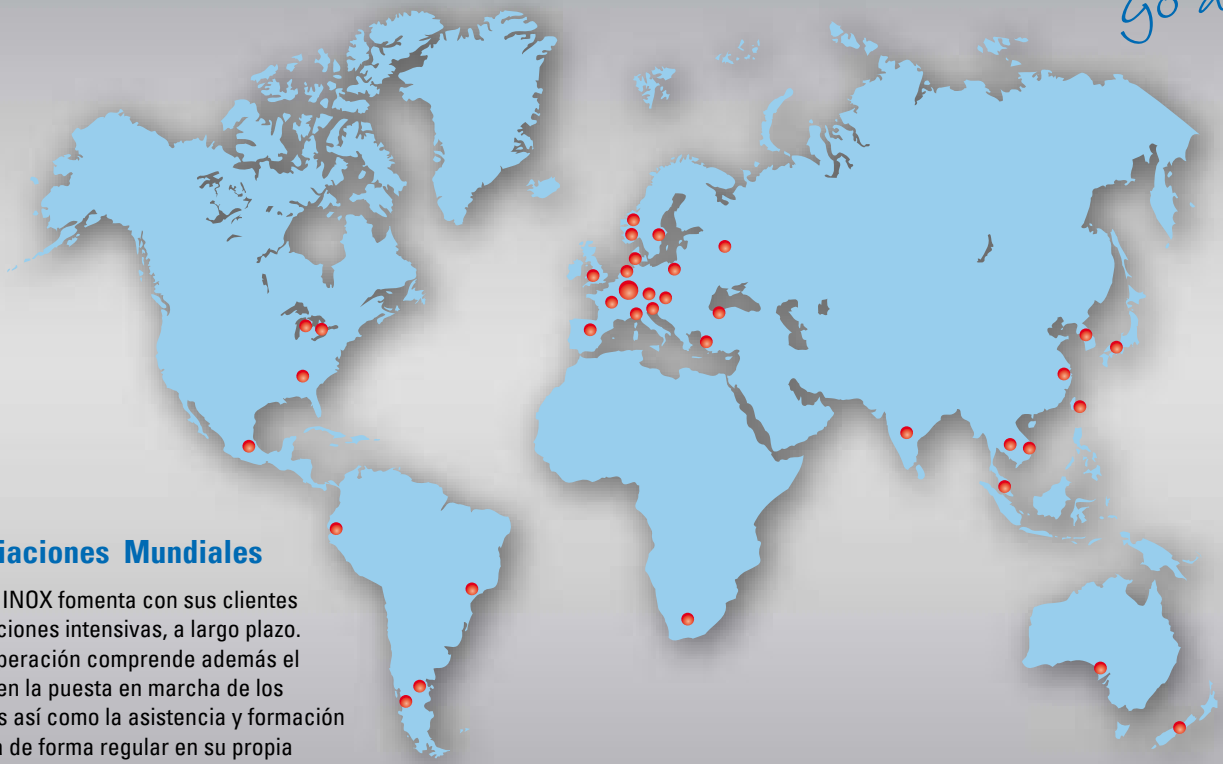 go a
iaciones Mundiales
INOX fomenta con sus clientes
ciones intensivas, a largo plazo.
peración comprende además el
en la puesta en marcha de los
s así como la asistencia y formación
a de forma regular en su propia